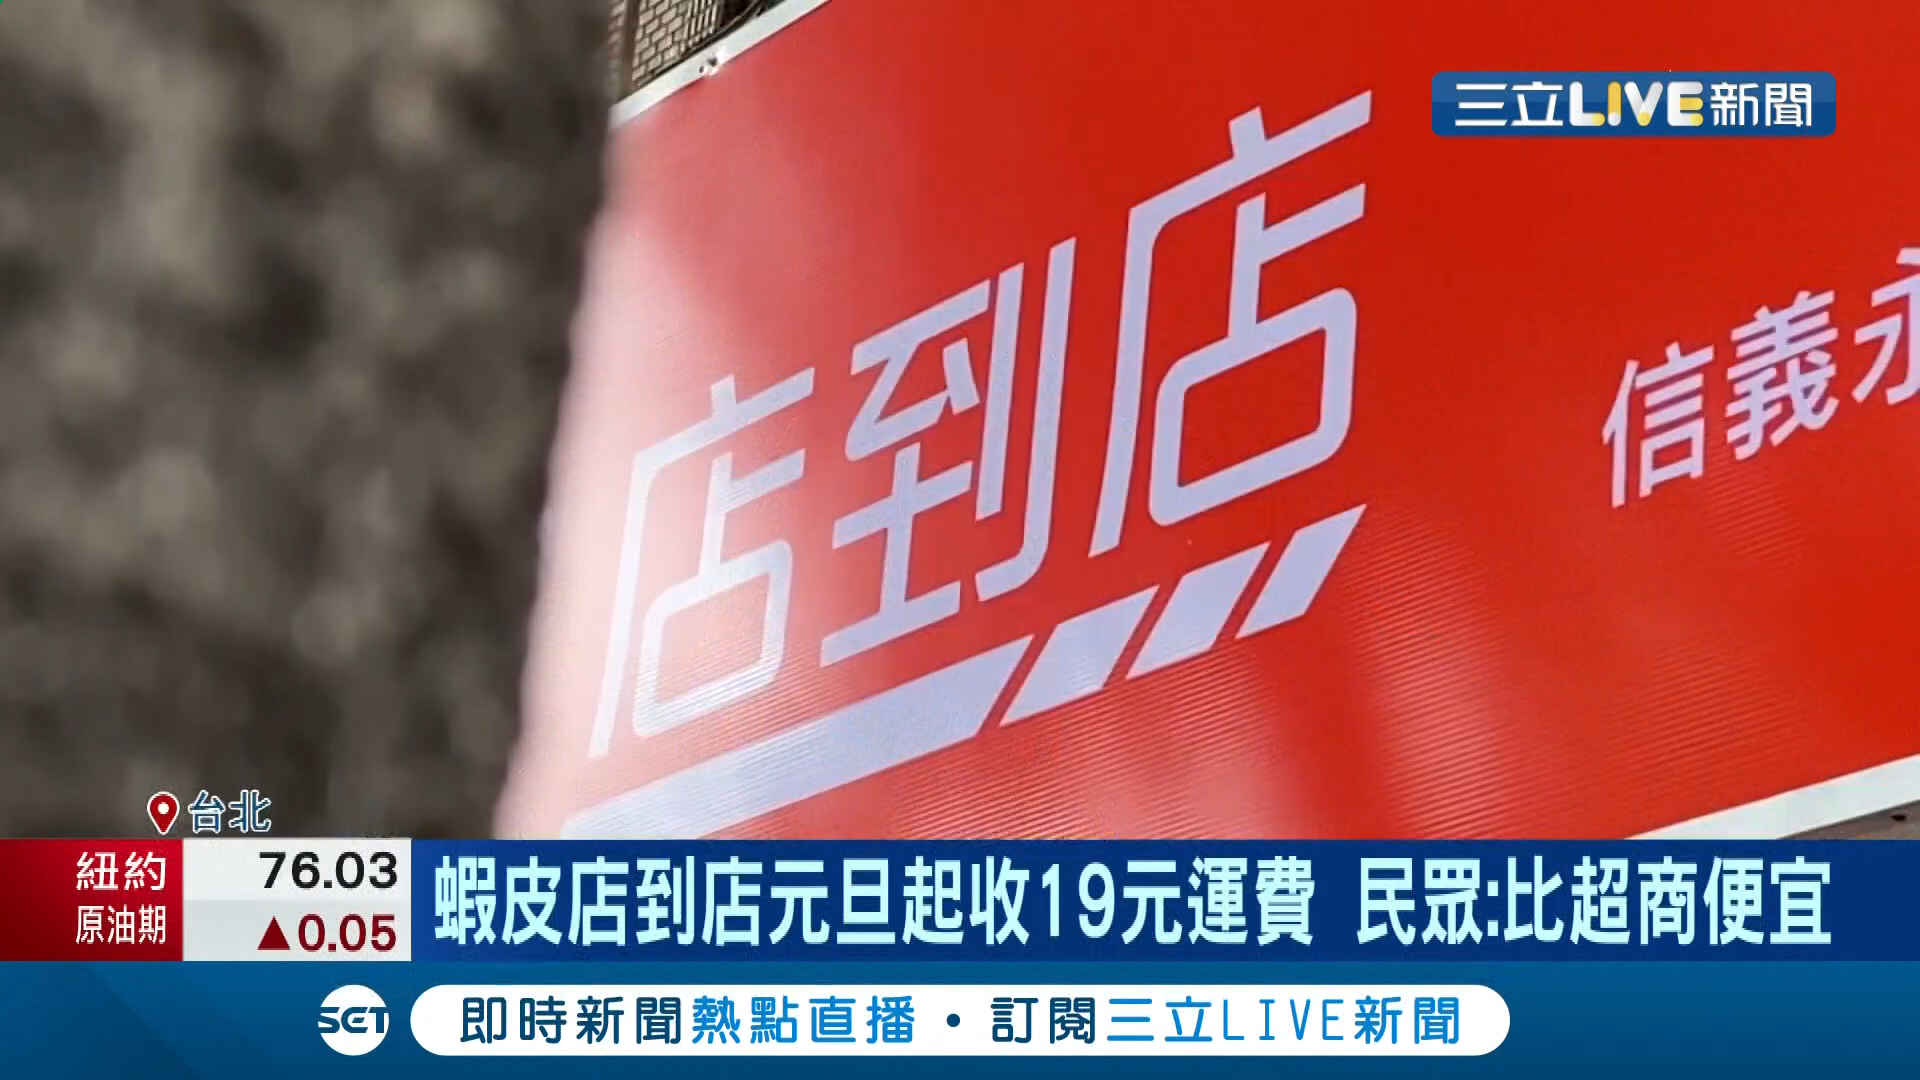 三立LIVE新聞
店到店
信義永
台北
紐約
原油期
76.03
▲0.05
蝦皮店到店元旦起收19元運費 民眾:比超商便宜
SET
即時新聞熱點直播・訂閱三立LIVE新聞